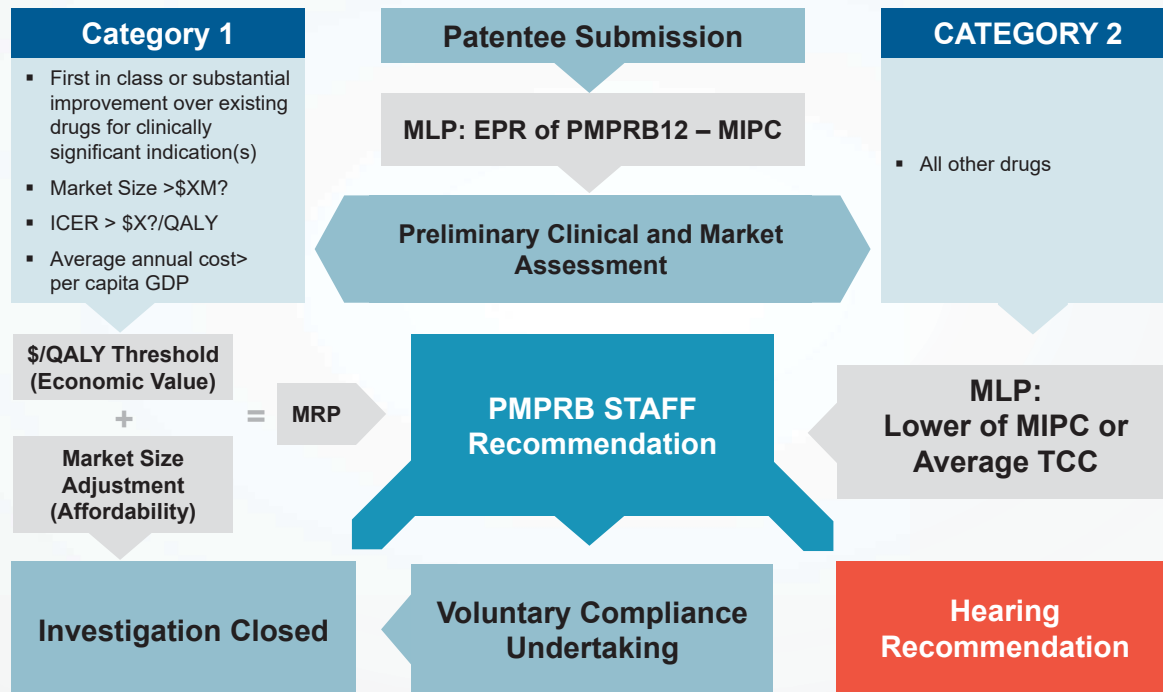 Category 1
▪ First in class or substantial
improvement over existing
drugs for clinically
significant indication(s)
▪ Market Size >$XM?
▪ ICER > $X?/QALY
▪ Average annual cost>
per capita GDP
$/QALY Threshold
(Economic Value)
+
Market Size
Adjustment
(Affordability)
=
MRP
Patentee Submission
MLP: EPR of PMPRB12 – MIPC
Preliminary Clinical and Market
Assessment
PMPRB STAFF
Recommendation
CATEGORY 2
▪ All other drugs
MLP:
Lower of MIPC or
Average TCC
Investigation Closed
Voluntary Compliance
Undertaking
Hearing
Recommendation